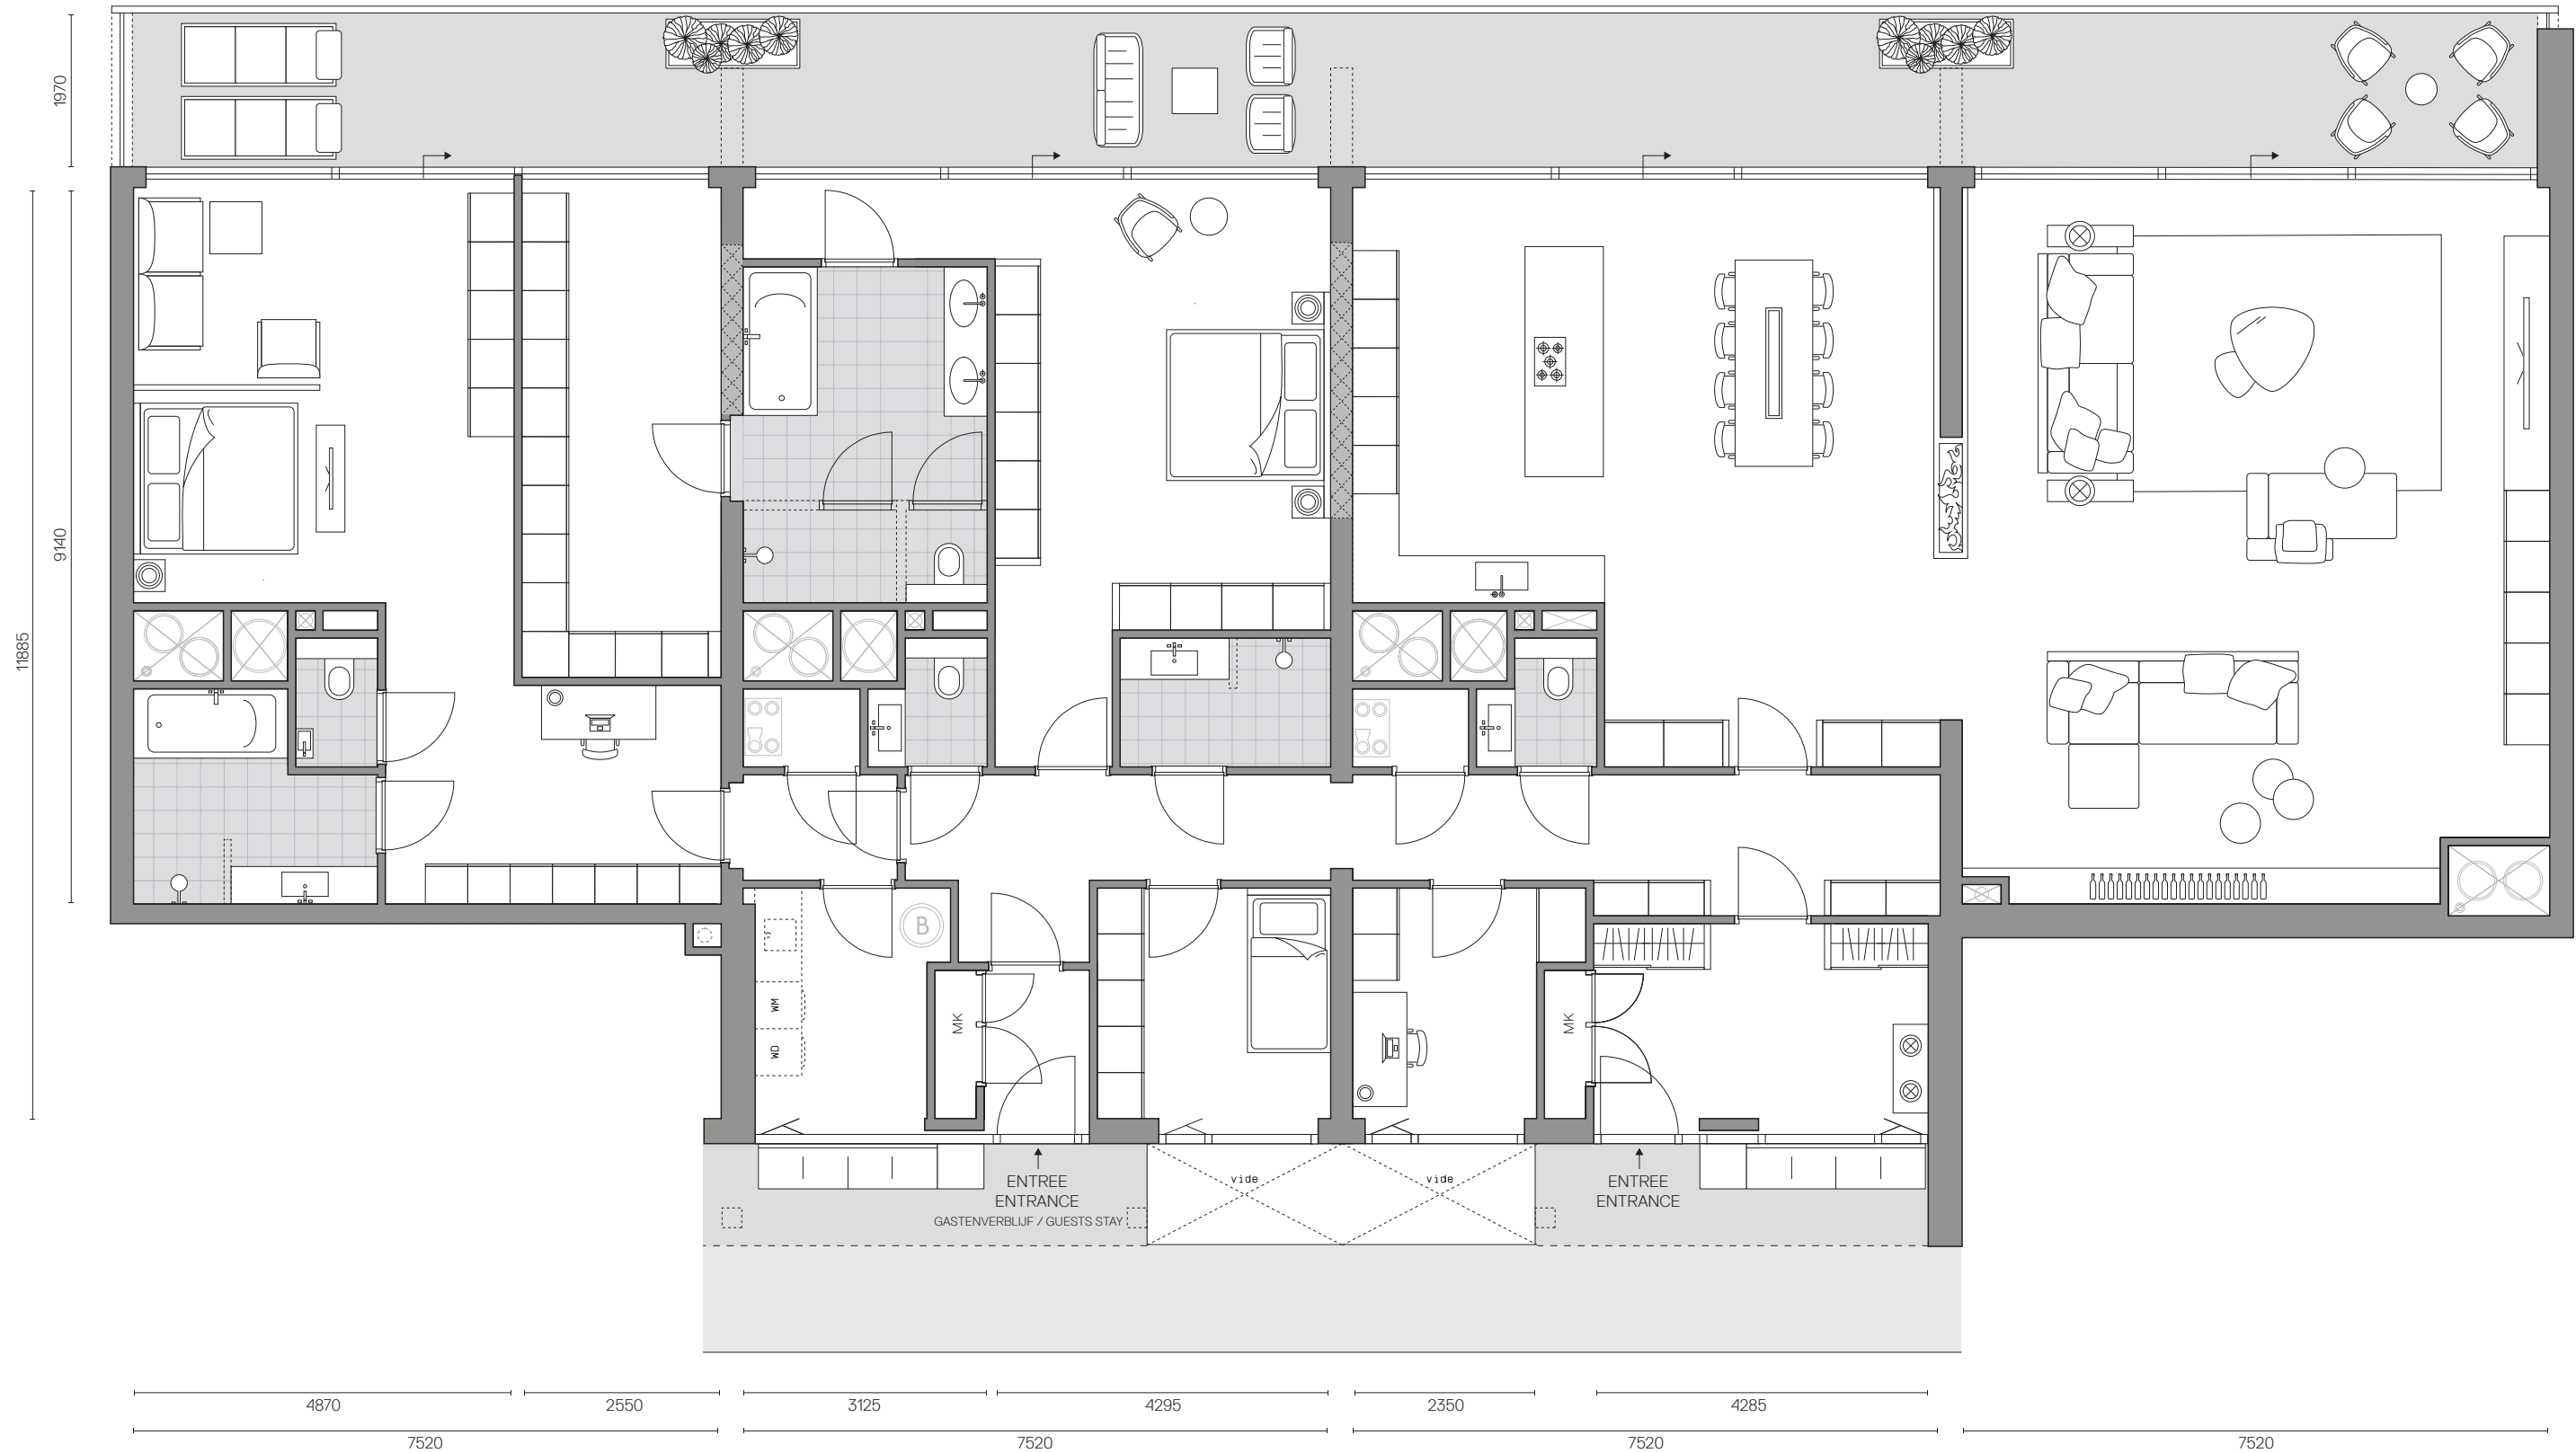 1970
9140
11885
B
WM
WD
MK
MK
vide
vide
ENTREE
ENTRANCE
GASTENVERBLIJF / GUESTS STAY
ENTREE
ENTRANCE
4870
2550
3125
4295
2350
4285
7520
7520
7520
7520